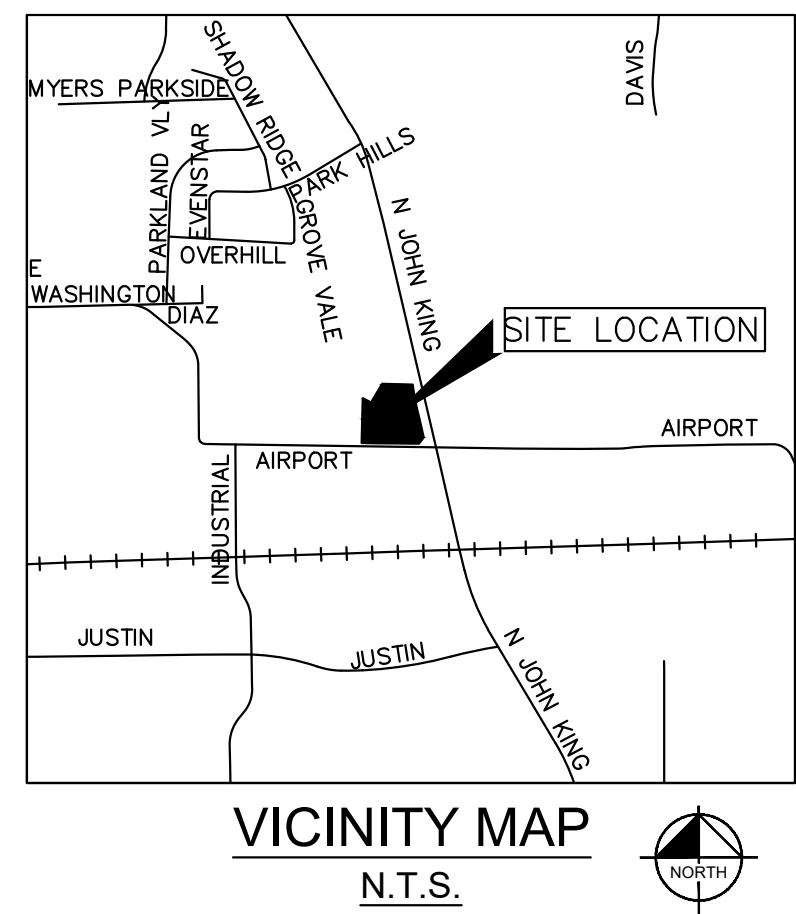 SHADOW RIDGE
DAVIS
MYERS PARKSIDE
PARKLAND VLY
EVENSTAR
PARK HILLS
GROVE VALE
N JOHN KING
OVERHILL
E
WASHINGTON
DIAZ
SITE LOCATION
AIRPORT
AIRPORT
INDUSTRIAL
JUSTIN
JUSTIN
N JOHN KING
VICINITY MAP
N.T.S.
NORTH